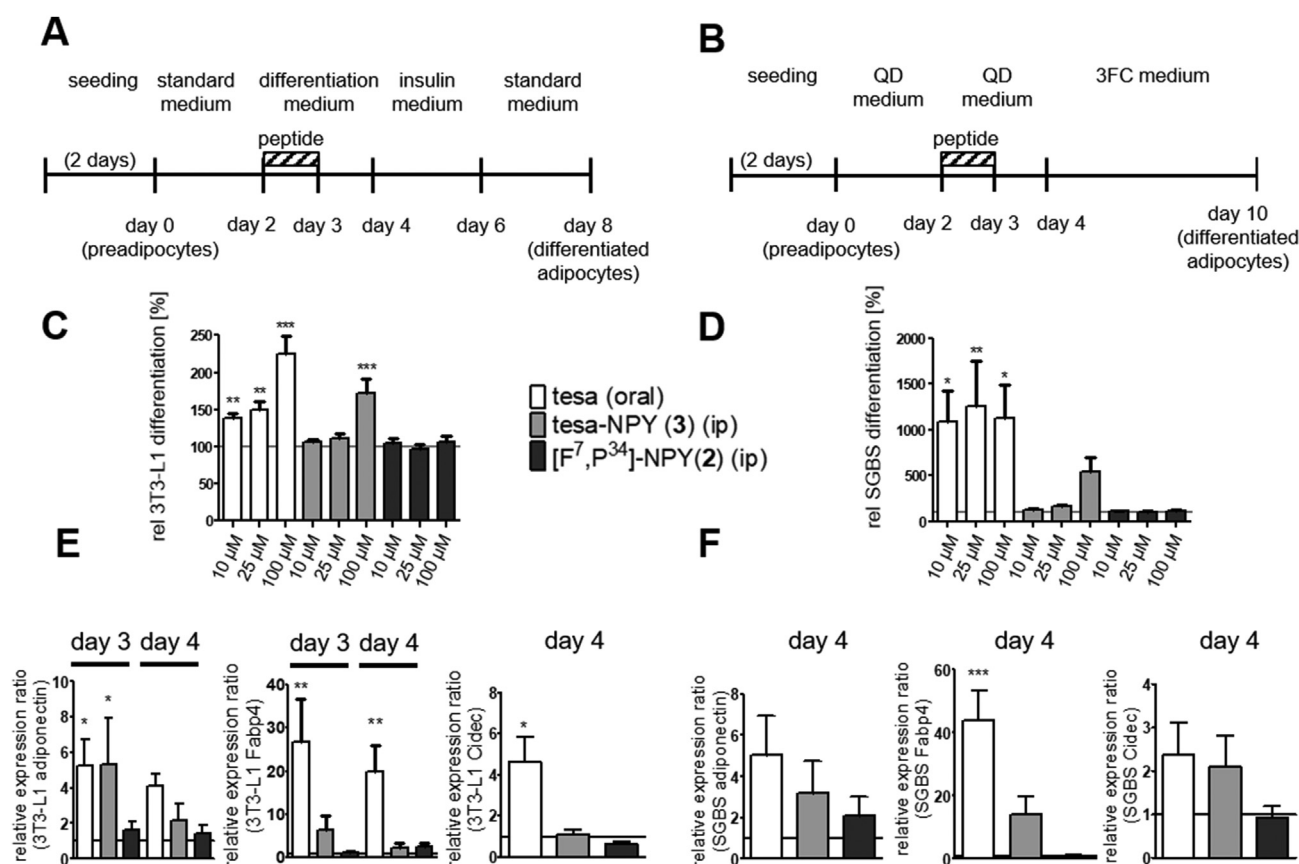 A
seeding
standard
medium
differentiation
medium
insulin
medium
standard
medium
peptide
(2 days)
day 0
(preadipocytes)
day 2
day 3
day 4
day 6
day 8
(differentiated
adipocytes)
B
seeding
QD
medium
QD
medium
3FC medium
peptide
(2 days)
day 0
(preadipocytes)
day 2
day 3
day 4
day 10
(differentiated
adipocytes)
C
rel 3T3-L1 differentiation [%]
250
200
150
100
50
0
** ** *** ***
10 µM 25 µM 100 µM 10 µM 25 µM 100 µM 10 µM 25 µM 100 µM
tesa (oral)
tesa-NPY (3) (ip)
[F7,P34]-NPY(2) (ip)
D
rel SGBS differentiation [%]
2000
1500
1000
500
0
* ** *
10 µM 25 µM 100 µM 10 µM 25 µM 100 µM 10 µM 25 µM 100 µM
E
day 3 day 4
relative expression ratio
(3T3-L1 adiponectin)
10
8
6
4
2
0
* *
day 3 day 4
relative expression ratio
(3T3-L1 Fabp4)
40
30
20
10
0
** **
day 4
relative expression ratio
(3T3-L1 Cidec)
8
6
4
2
0
*
F
day 4
relative expression ratio
(SGBS adiponectin)
8
6
4
2
0
day 4
relative expression ratio
(SGBS Fabp4)
60
40
20
0
***
day 4
relative expression ratio
(SGBS Cidec)
4
3
2
1
0